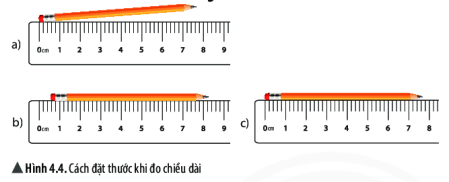 a)
0cm 1 2 3 4 5 6 7 8 9
b)
0cm 1 2 3 4 5 6 7 8 9
c)
0cm 1 2 3 4 5 6 7 8
▲ Hình 4.4. Cách đặt thước khi đo chiều dài